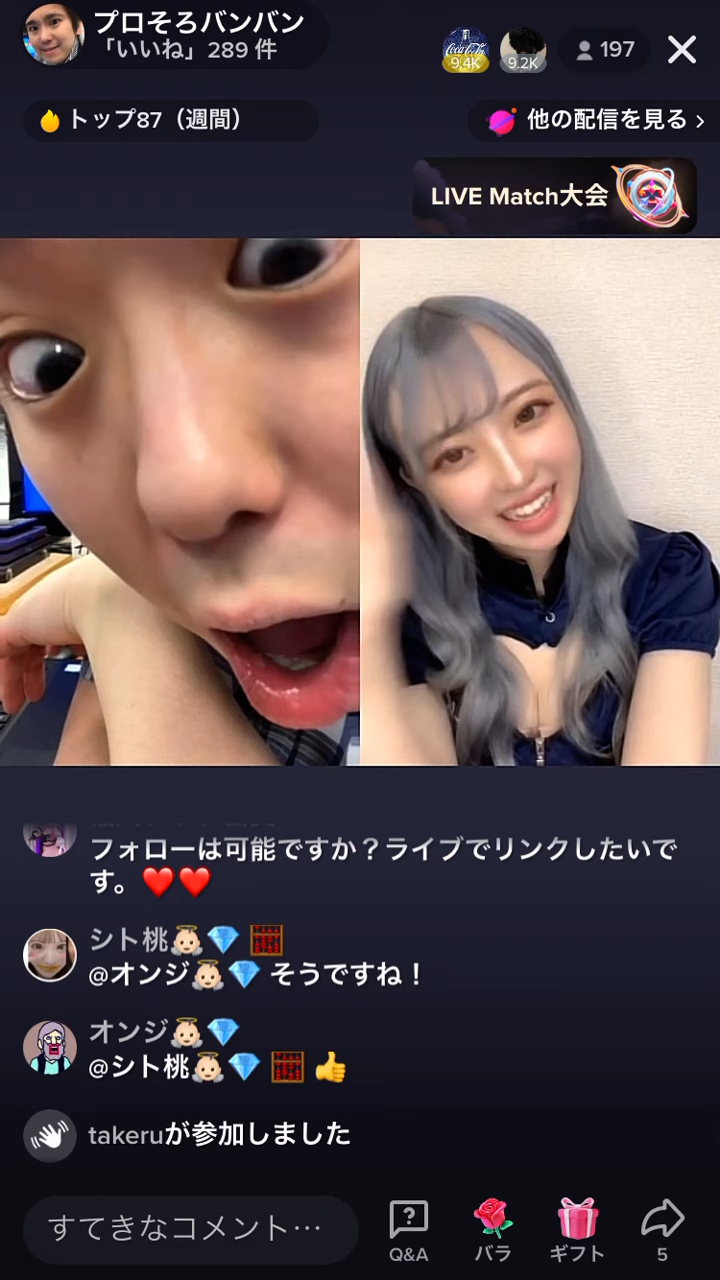 プロそろバンバン
「いいね」289 件
9.4K
9.2K
197
トップ87（週間）
他の配信を見る
LIVE Match大会
フォローは可能ですか？ライブでリンクしたいで
す。❤️❤️
シト桃👼🏻💎🧮
@オンジ👼🏻💎 そうですね！
オンジ👼🏻💎
@シト桃👼🏻💎 🧮 👍
takeruが参加しました
すてきなコメント…
Q&A
バラ
ギフト
5